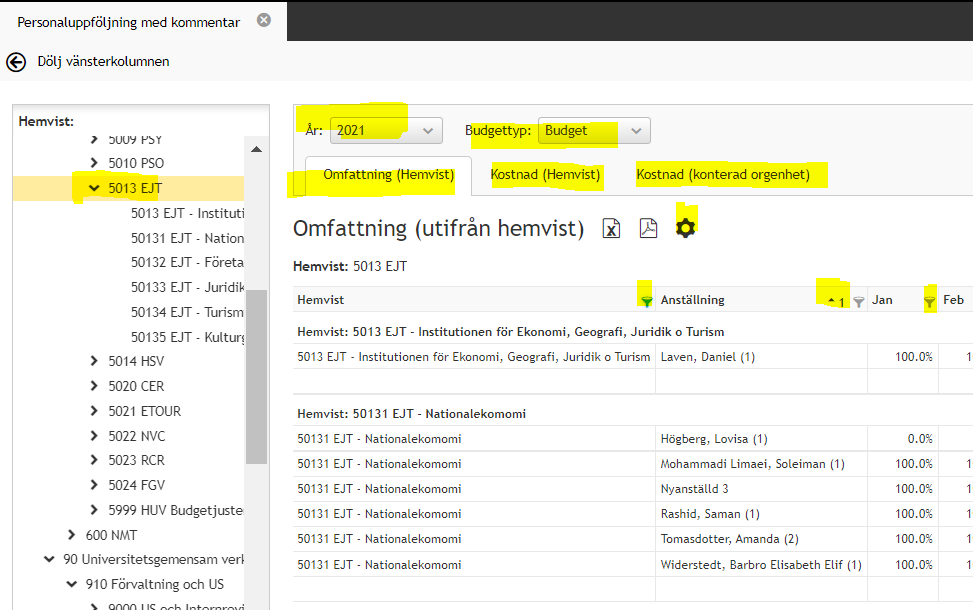 Personaluppföljning med kommentar
Dölj vänsterkolumnen
Hemvist:
5009 PSY
5010 PSO
5013 EJT
5013 EJT - Instituti
50131 EJT - Nation
50132 EJT - Företa
50133 EJT - Juridik
50134 EJT - Turism
50135 EJT - Kulturg
5014 HSV
5020 CER
5021 ETOUR
5022 NVC
5023 RCR
5024 FGV
5999 HUV Budgetjuste
600 NMT
90 Universitetsgemensam verk
910 Förvaltning och US
9000 US och Internrevi
År: 2021 Budgettyp: Budget
Omfattning (Hemvist) Kostnad (Hemvist) Kostnad (konterad orgenhet)
Omfattning (utifrån hemvist)
Hemvist: 5013 EJT
Hemvist Anställning 1 Jan Feb
Hemvist: 5013 EJT - Institutionen för Ekonomi, Geografi, Juridik o Turism
5013 EJT - Institutionen för Ekonomi, Geografi, Juridik o Turism Laven, Daniel (1) 100.0% 1
Hemvist: 50131 EJT - Nationalekomomi
50131 EJT - Nationalekomomi Högberg, Lovisa (1) 0.0%
50131 EJT - Nationalekomomi Mohammadi Limaei, Soleiman (1) 100.0% 1
50131 EJT - Nationalekomomi Nyanställd 3 100.0% 1
50131 EJT - Nationalekomomi Rashid, Saman (1) 100.0% 1
50131 EJT - Nationalekomomi Tomasdotter, Amanda (2) 100.0% 1
50131 EJT - Nationalekomomi Widerstedt, Barbro Elisabeth Elif (1) 100.0% 1